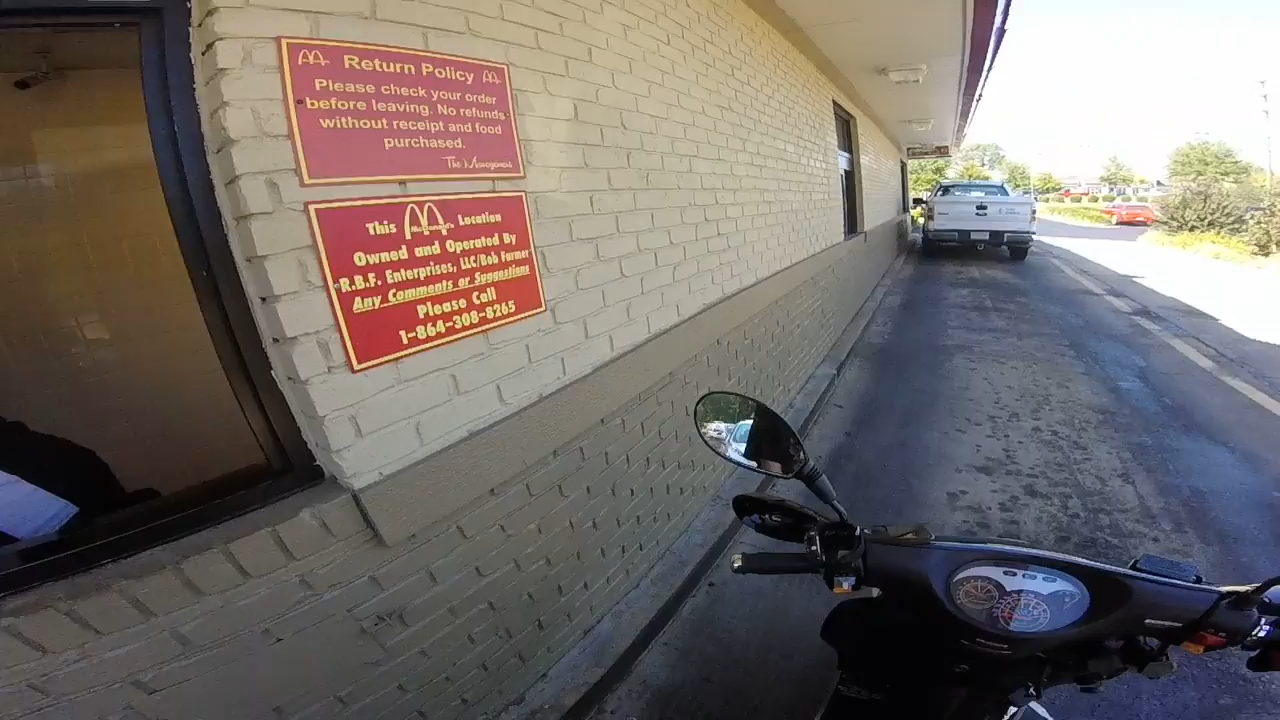 Return Policy
Please check your order
before leaving. No refunds
without receipt and food
purchased.
The Management
This McDonald's Location
Owned and Operated By
R.B.F. Enterprises, LLC/Bob Farmer
Any Comments or Suggestions
Please Call
1-864-308-8265